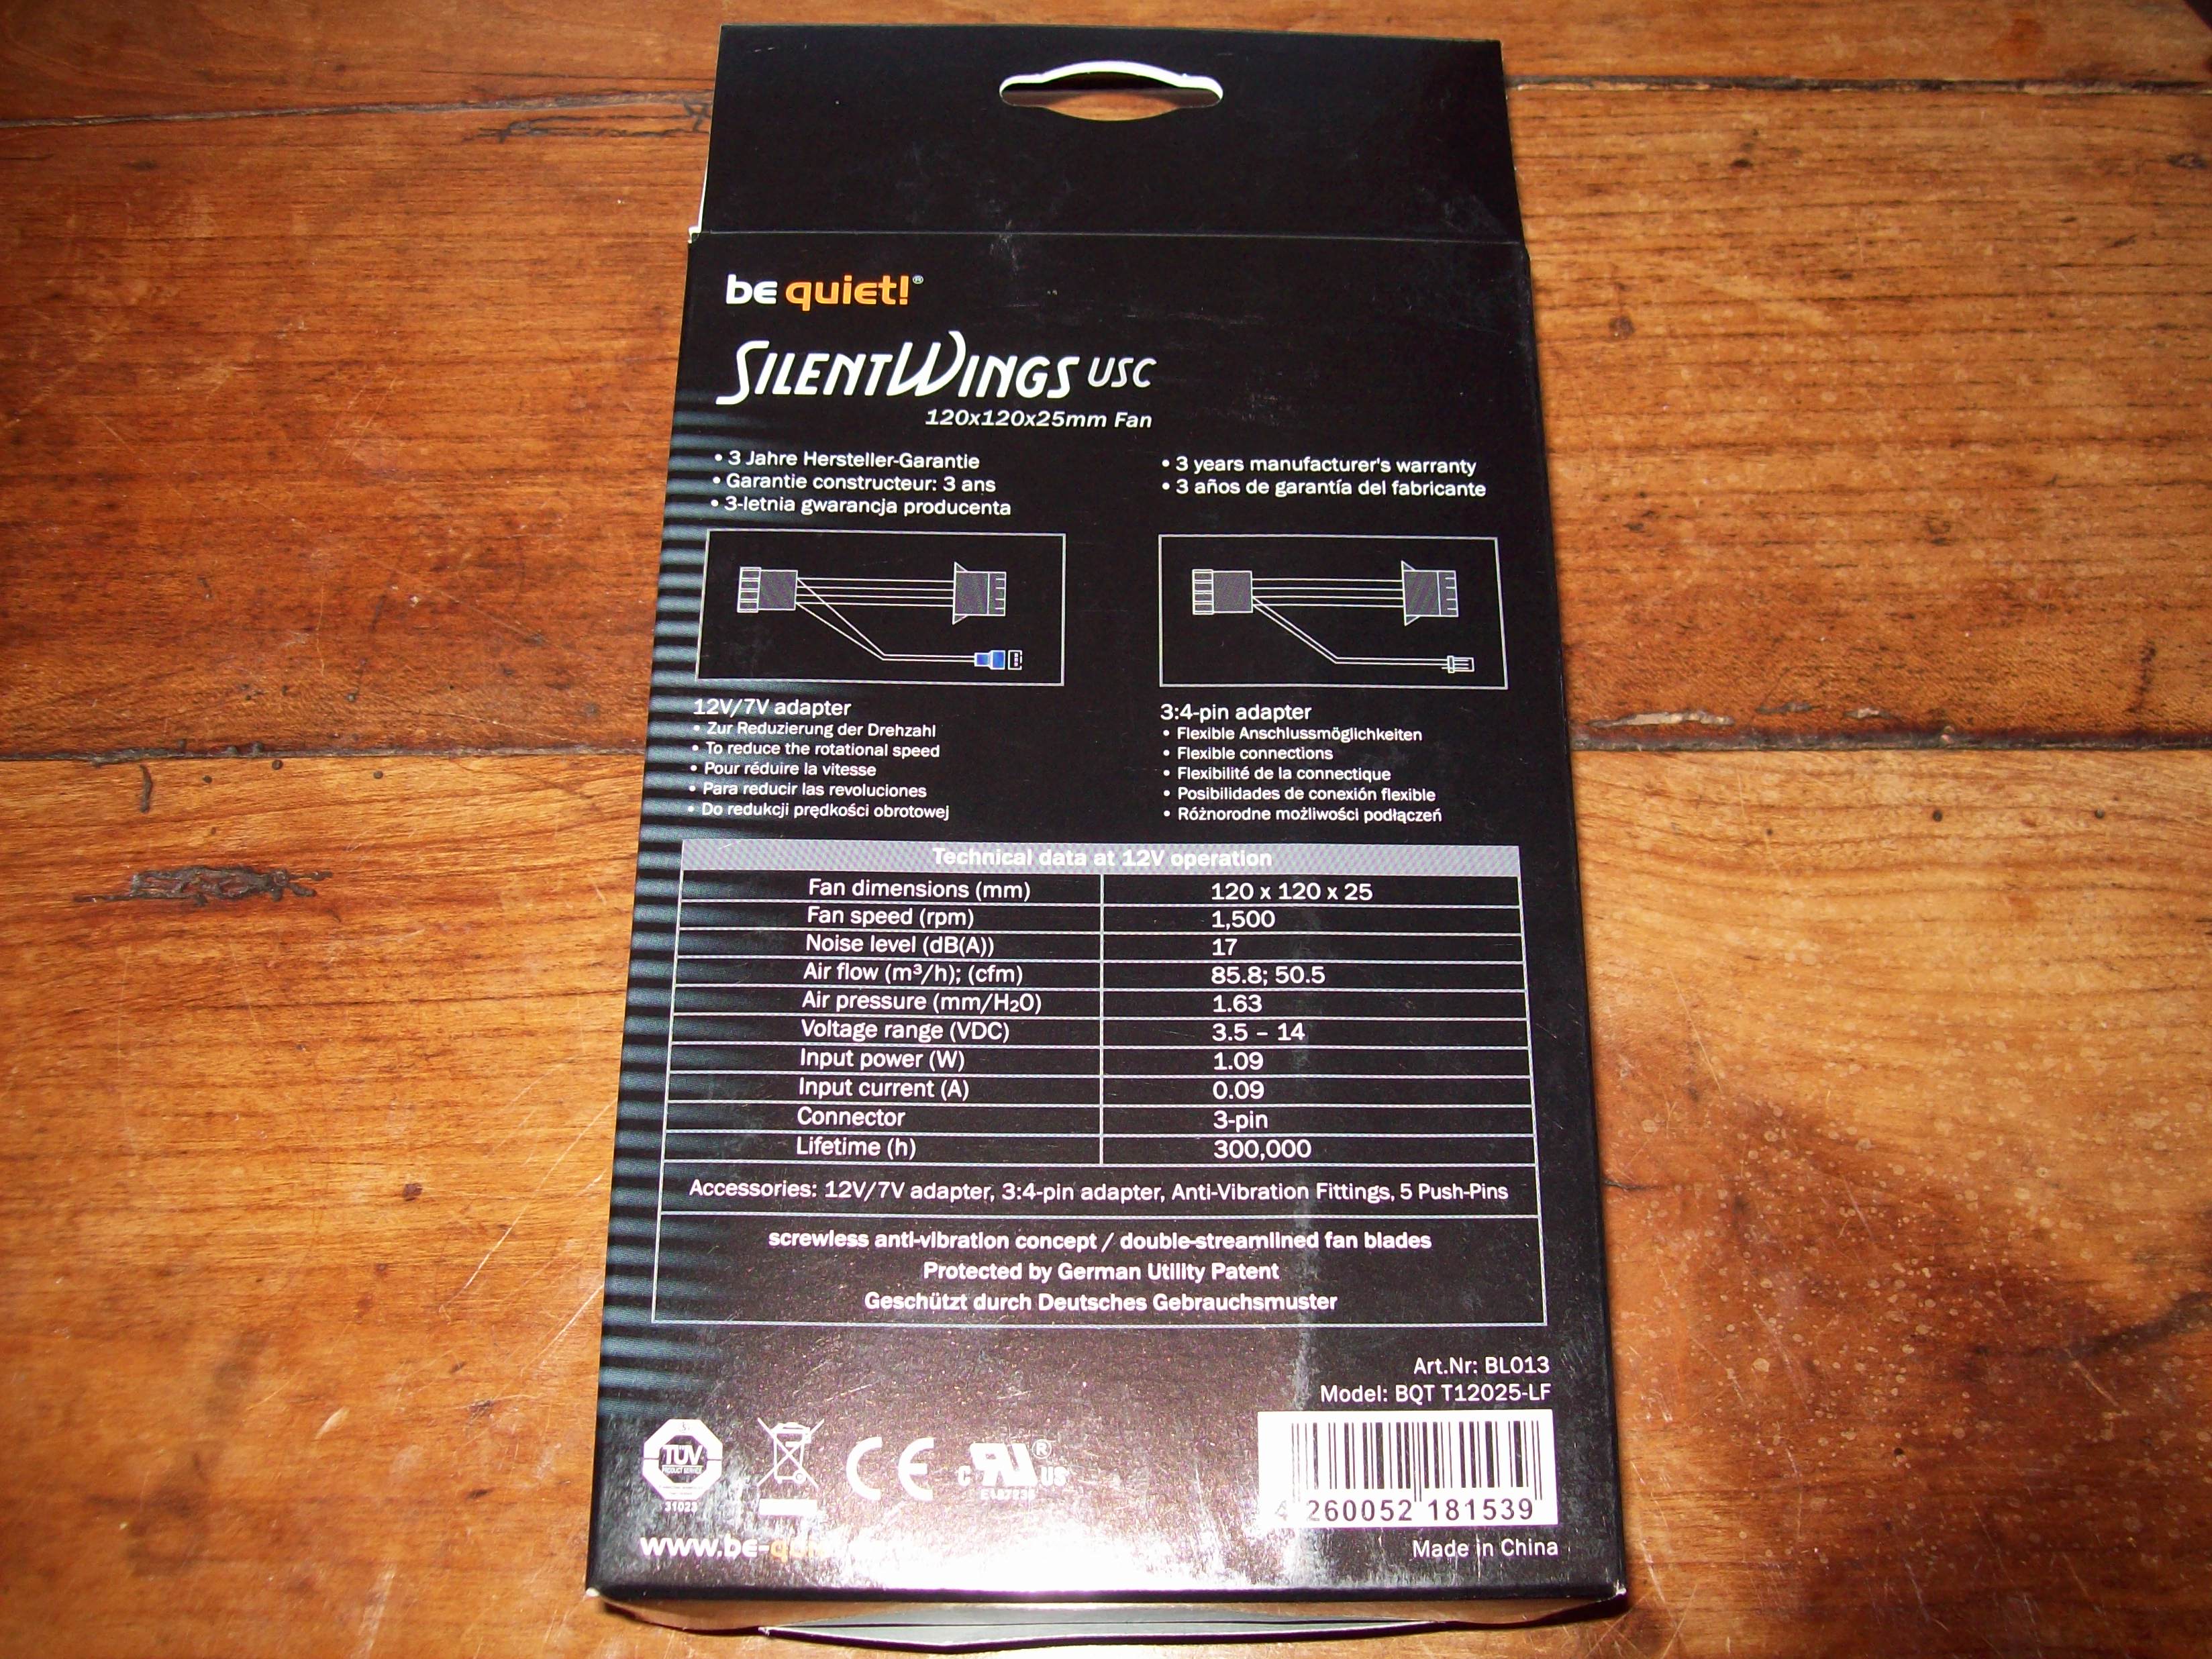 be quiet!®
SILENTWINGS USC
120x120x25mm Fan
• 3 Jahre Hersteller-Garantie
• Garantie constructeur: 3 ans
• 3-letnia gwarancja producenta
• 3 years manufacturer's warranty
• 3 años de garantía del fabricante
12V/7V adapter
• Zur Reduzierung der Drehzahl
• To reduce the rotational speed
• Pour réduire la vitesse
• Para reducir las revoluciones
• Do redukcji prędkości obrotowej
3:4-pin adapter
• Flexible Anschlussmöglichkeiten
• Flexible connections
• Flexibilité de la connectique
• Posibilidades de conexión flexible
• Różnorodne możliwości podłączeń
Technical data at 12V operation
Fan dimensions (mm) 120 x 120 x 25
Fan speed (rpm) 1,500
Noise level (dB(A)) 17
Air flow (m³/h); (cfm) 85.8; 50.5
Air pressure (mm/H₂O) 1.63
Voltage range (VDC) 3.5 – 14
Input power (W) 1.09
Input current (A) 0.09
Connector 3-pin
Lifetime (h) 300,000
Accessories: 12V/7V adapter, 3:4-pin adapter, Anti-Vibration Fittings, 5 Push-Pins
screwless anti-vibration concept / double-streamlined fan blades
Protected by German Utility Patent
Geschützt durch Deutsches Gebrauchsmuster
Art.Nr: BL013
Model: BQT T12025-LF
TÜV
PRODUCT SERVICE
31023
CE
c RU® US
4 260052 181539
www.be-
Made in China